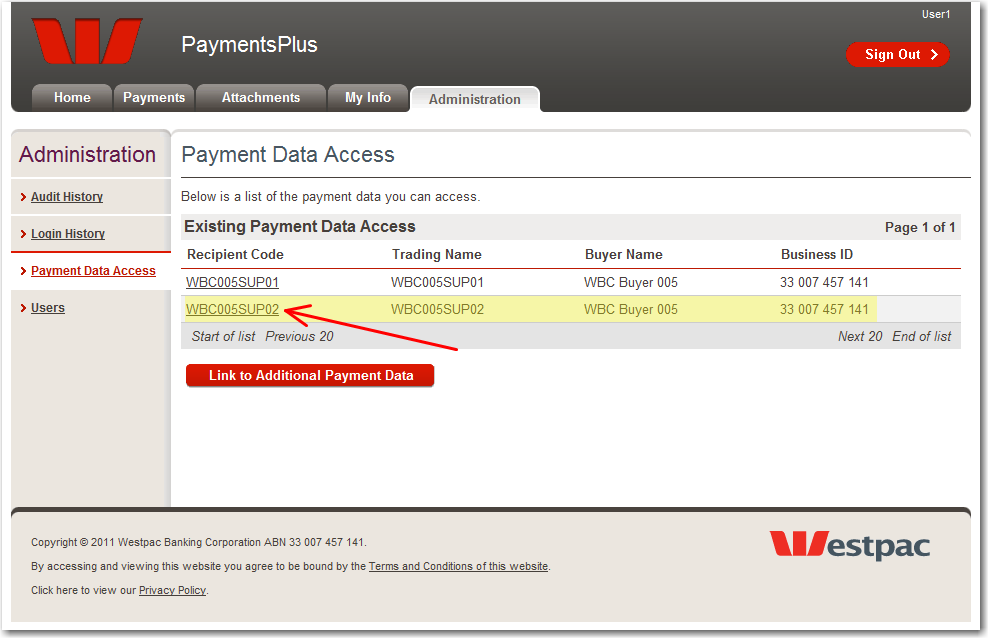 User1
PaymentsPlus
Sign Out
Home Payments Attachments My Info Administration
Administration
Audit History
Login History
Payment Data Access
Users
Payment Data Access
Below is a list of the payment data you can access.
Existing Payment Data Access Page 1 of 1
Recipient Code Trading Name Buyer Name Business ID
WBC005SUP01 WBC005SUP01 WBC Buyer 005 33 007 457 141
WBC005SUP02 WBC005SUP02 WBC Buyer 005 33 007 457 141
Start of list Previous 20 Next 20 End of list
Link to Additional Payment Data
Copyright © 2011 Westpac Banking Corporation ABN 33 007 457 141.
By accessing and viewing this website you agree to be bound by the Terms and Conditions of this website.
Click here to view our Privacy Policy.
Westpac